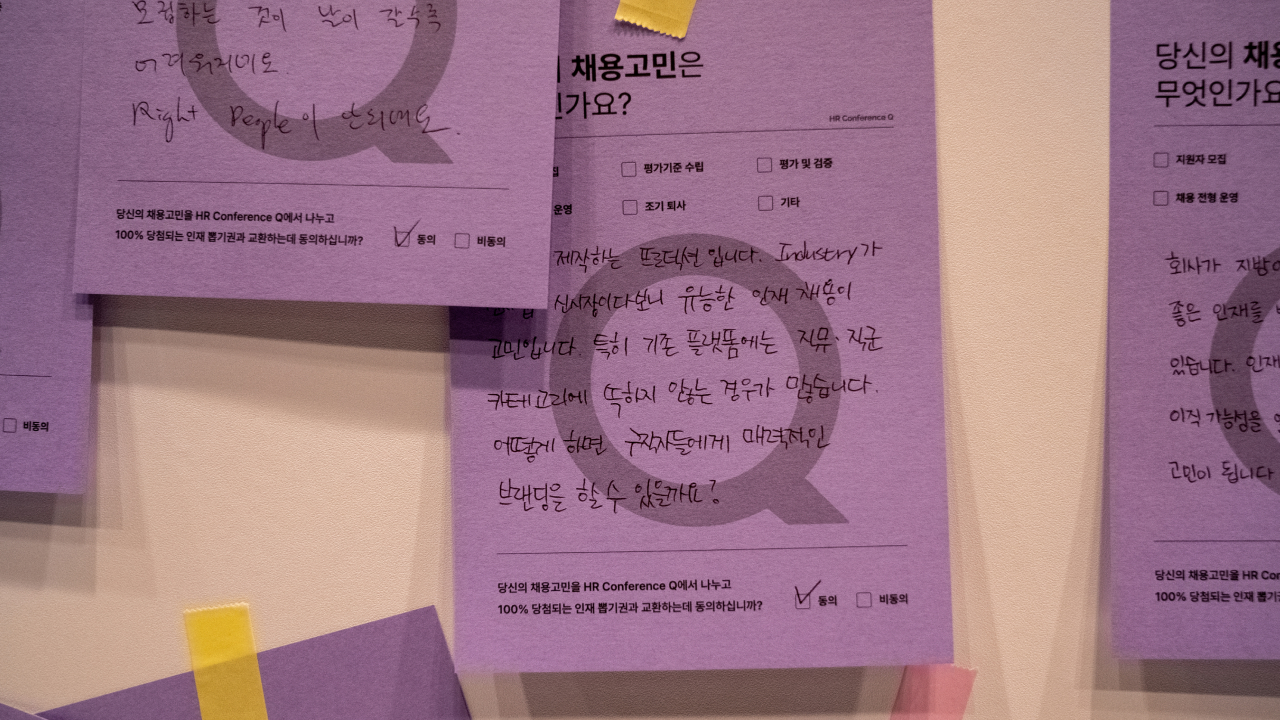 모집하는 것이 날이 갈수록
어려워지네요.
Right People이 안되네요.
당신의 채용고민을 HR Conference Q에서 나누고
100% 당첨되는 인재 뽑기권과 교환하는데 동의하십니까?
동의
비동의
비동의
채용고민은
인가요?
HR Conference Q
평가기준 수립
평가 및 검증
운영
조기 퇴사
기타
제작하는 프로덕션 입니다. Industry가
신시장이다보니 유능한 인재 채용이
고민입니다. 특히 기존 플랫폼에는 직무·직군
카테고리에 뚝하지 않는 경우가 많습니다.
어떻게 하면 구직자들에게 매력적인
브랜딩을 할 수 있을까요?
당신의 채용고민을 HR Conference Q에서 나누고
100% 당첨되는 인재 뽑기권과 교환하는데 동의하십니까?
동의
비동의
당신의 채용
무엇인가요
지원자 모집
채용 전형 운영
회사가 지방
좋은 인재를
있습니다. 인재
이직 가능성을
고민이 됩니다
당신의 채용고민을 HR Con
100% 당첨되는 인재 뽑기